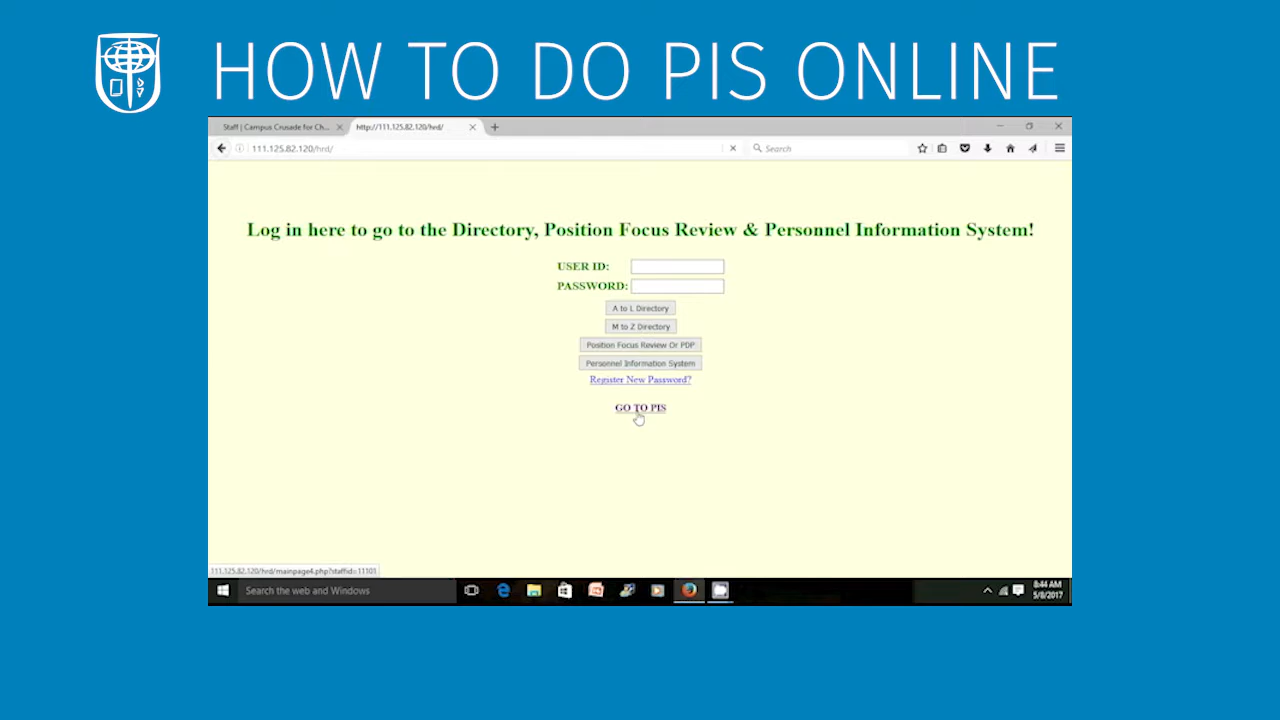 HOW TO DO PIS ONLINE
Staff | Campus Crusade for Ch...
http://111.125.82.120/hrd/
111.125.82.120/hrd/
Search
Log in here to go to the Directory, Position Focus Review & Personnel Information System!
USER ID:
PASSWORD:
A to L Directory
M to Z Directory
Position Focus Review Or PDP
Personnel Information System
Register New Password?
GO TO PIS
111.125.82.120/hrd/mainpage4.php?staffid=11101
Search the web and Windows
8:44 AM
5/8/2017